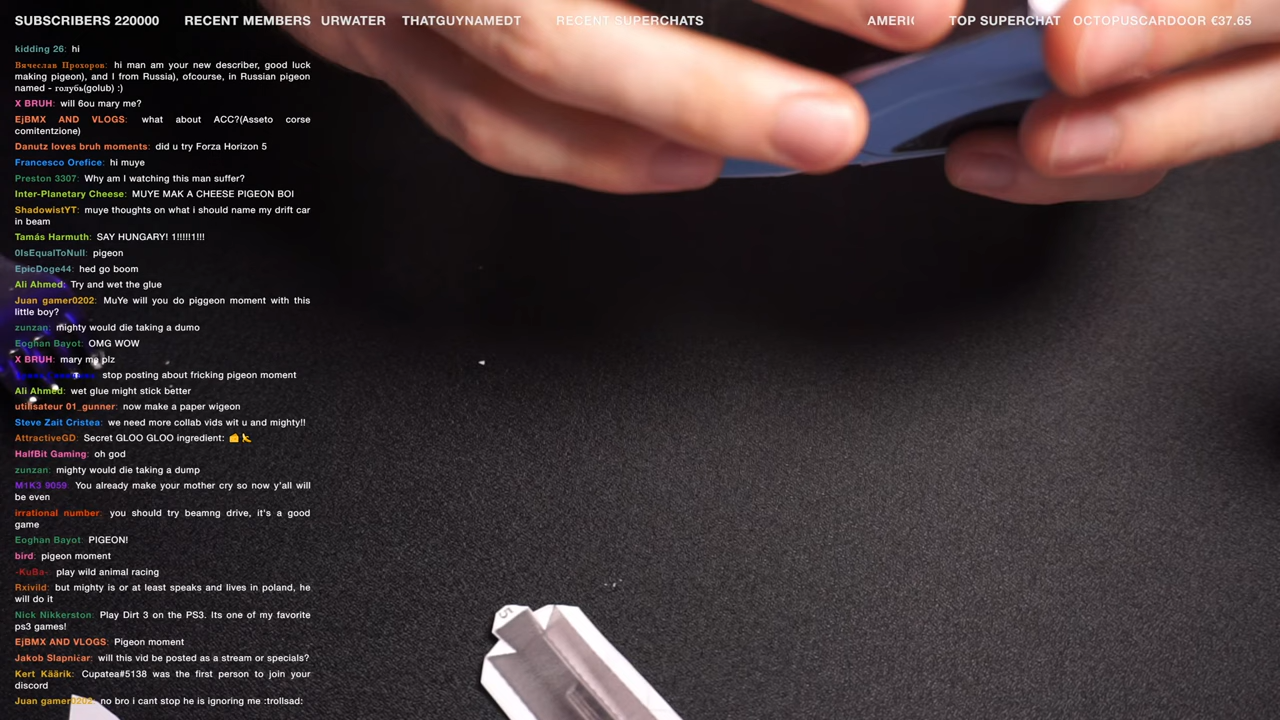 SUBSCRIBERS 220000 RECENT MEMBERS URWATER THATGUYNAMEDT RECENT SUPERCHATS AMERI TOP SUPERCHAT OCTOPUSCARDOOR €37.65
kidding 26: hi
Вячеслав Прохоров: hi man am your new describer, good luck
making pigeon), and I from Russia), ofcourse, in Russian pigeon
named - голубь(golub) :)
X BRUH: will 6ou mary me?
EjBMX AND VLOGS: what about ACC?(Asseto corse
comitentzione)
Danutz loves bruh moments: did u try Forza Horizon 5
Francesco Orefice: hi muye
Preston 3307: Why am I watching this man suffer?
Inter-Planetary Cheese: MUYE MAK A CHEESE PIGEON BOI
ShadowistYT: muye thoughts on what i should name my drift car
in beam
Tamás Harmuth: SAY HUNGARY! 1!!!!!1!!!
0IsEqualToNull: pigeon
EpicDoge44: hed go boom
Ali Ahmed: Try and wet the glue
Juan gamer0202: MuYe will you do piggeon moment with this
little boy?
zunzan: mighty would die taking a dumo
Eoghan Bayot: OMG WOW
X BRUH: mary me plz
stop posting about fricking pigeon moment
Ali Ahmed: wet glue might stick better
utilisateur 01_gunner: now make a paper wigeon
Steve Zait Cristea: we need more collab vids wit u and mighty!!
AttractiveGD: Secret GLOO GLOO ingredient:
HalfBit Gaming: oh god
zunzan: mighty would die taking a dump
M1K3 9059: You already make your mother cry so now y'all will
be even
irrational number: you should try beamng drive, it's a good
game
Eoghan Bayot: PIGEON!
bird: pigeon moment
-KuBa-: play wild animal racing
Rxivild: but mighty is or at least speaks and lives in poland, he
will do it
Nick Nikkerston: Play Dirt 3 on the PS3. Its one of my favorite
ps3 games!
EjBMX AND VLOGS: Pigeon moment
Jakob Slapničar: will this vid be posted as a stream or specials?
Kert Käärik: Cupatea#5138 was the first person to join your
discord
Juan gamer0202: no bro i cant stop he is ignoring me :trollsad:
5